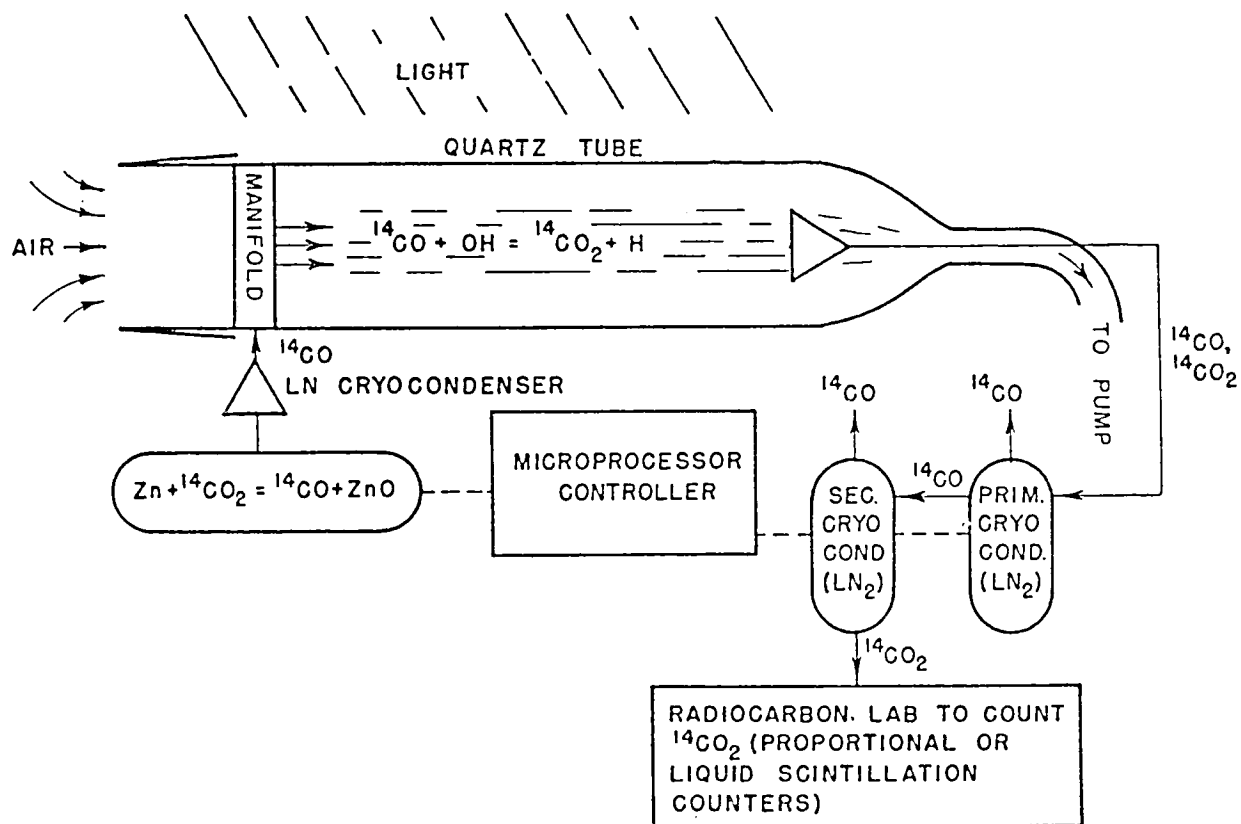 LIGHT
QUARTZ TUBE
MANIFOLD
AIR
¹⁴CO + OH = ¹⁴CO₂ + H
TO PUMP
¹⁴CO,
¹⁴CO₂
¹⁴CO
LN CRYOCONDENSER
Zn + ¹⁴CO₂ = ¹⁴CO + ZnO
MICROPROCESSOR
CONTROLLER
¹⁴CO
¹⁴CO
¹⁴CO
SEC.
CRYO
COND
(LN₂)
PRIM.
CRYO
COND.
(LN₂)
¹⁴CO₂
RADIOCARBON. LAB TO COUNT
¹⁴CO₂ (PROPORTIONAL OR
LIQUID SCINTILLATION
COUNTERS)